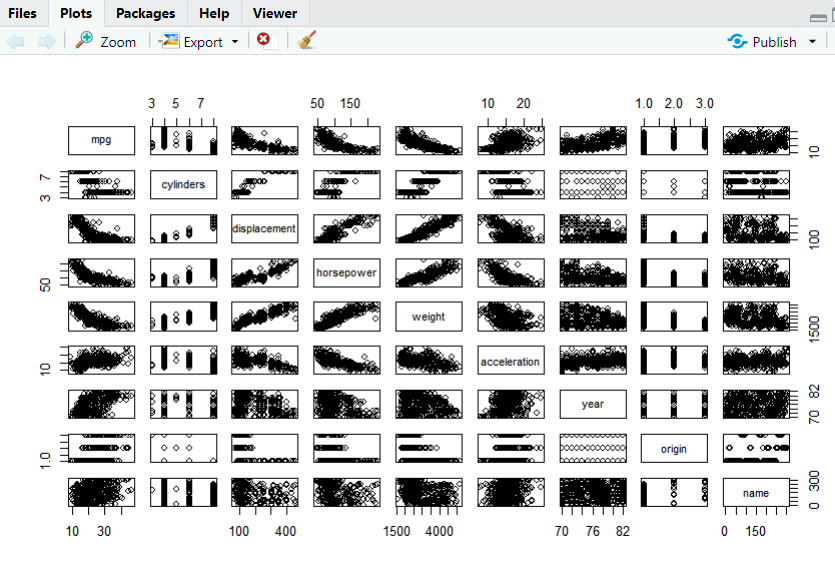 Files Plots Packages Help Viewer
Zoom Export Publish
3 5 7 50 150 10 20 1.0 2.0 3.0
mpg 10
7 3 cylinders
displacement 100
50 horsepower
weight 1500
10 acceleration
year 82 70
1.0 origin
name 300 0
10 30 100 400 1500 4000 70 76 82 0 150